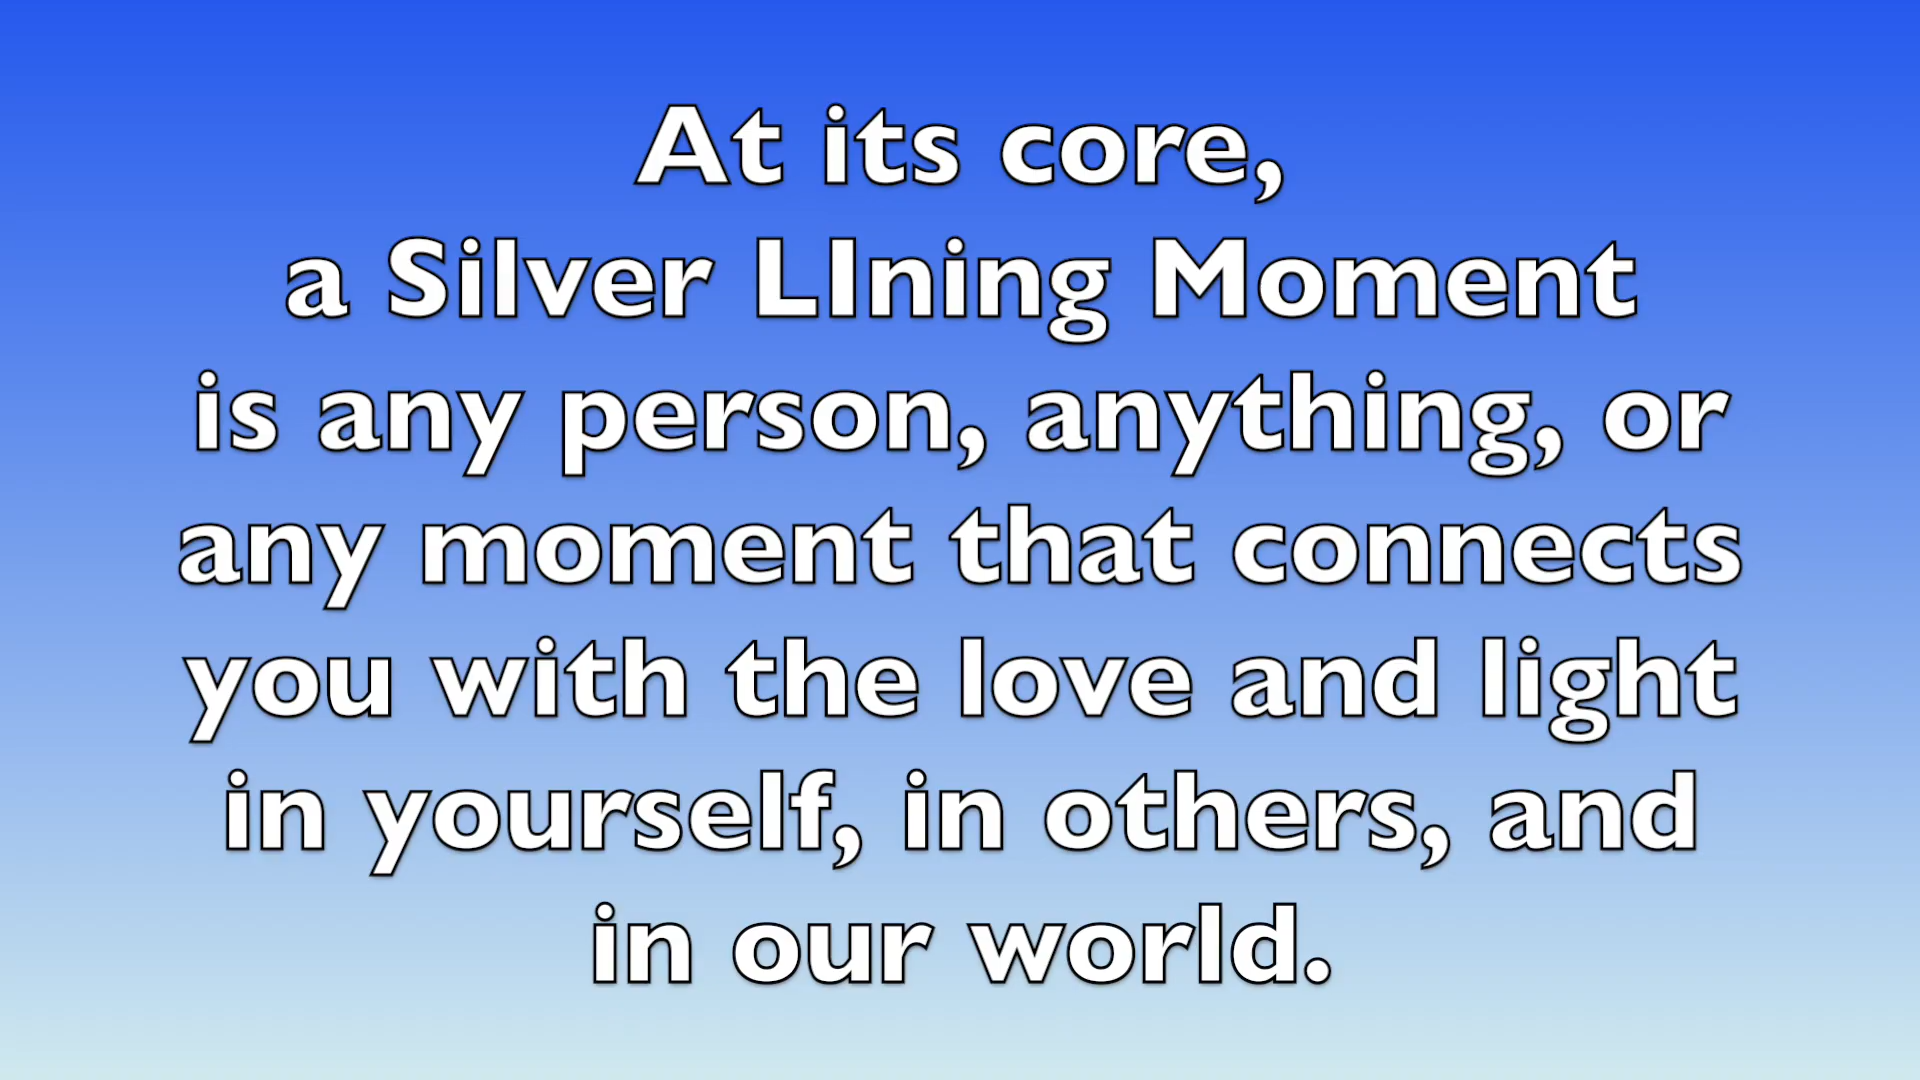 At its core,
a Silver LIning Moment
is any person, anything, or
any moment that connects
you with the love and light
in yourself, in others, and
in our world.